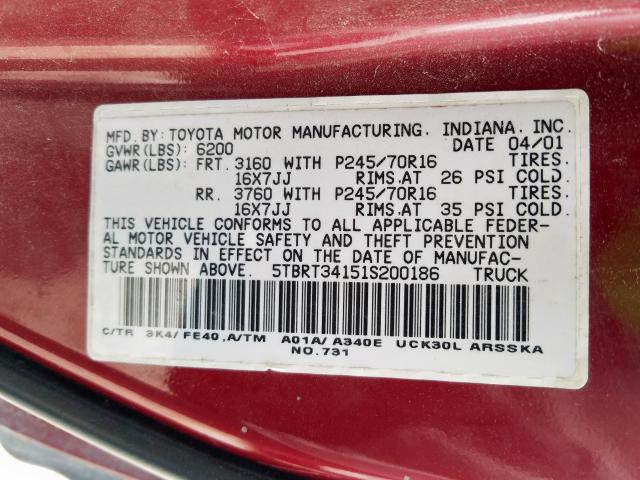 MFD. BY: TOYOTA MOTOR MANUFACTURING. INDIANA. INC.
GVWR(LBS): 6200 DATE 04/01
GAWR(LBS): FRT. 3160 WITH P245/70R16 TIRES.
16X7JJ RIMS.AT 26 PSI COLD.
RR. 3760 WITH P245/70R16 TIRES.
16X7JJ RIMS.AT 35 PSI COLD.
THIS VEHICLE CONFORMS TO ALL APPLICABLE FEDER-
AL MOTOR VEHICLE SAFETY AND THEFT PREVENTION
STANDARDS IN EFFECT ON THE DATE OF MANUFAC-
TURE SHOWN ABOVE. 5TBRT34151S200186 TRUCK
C/TR 3K4/FE40,A/TM A01A/A340E UCK30L ARSSKA
NO.731